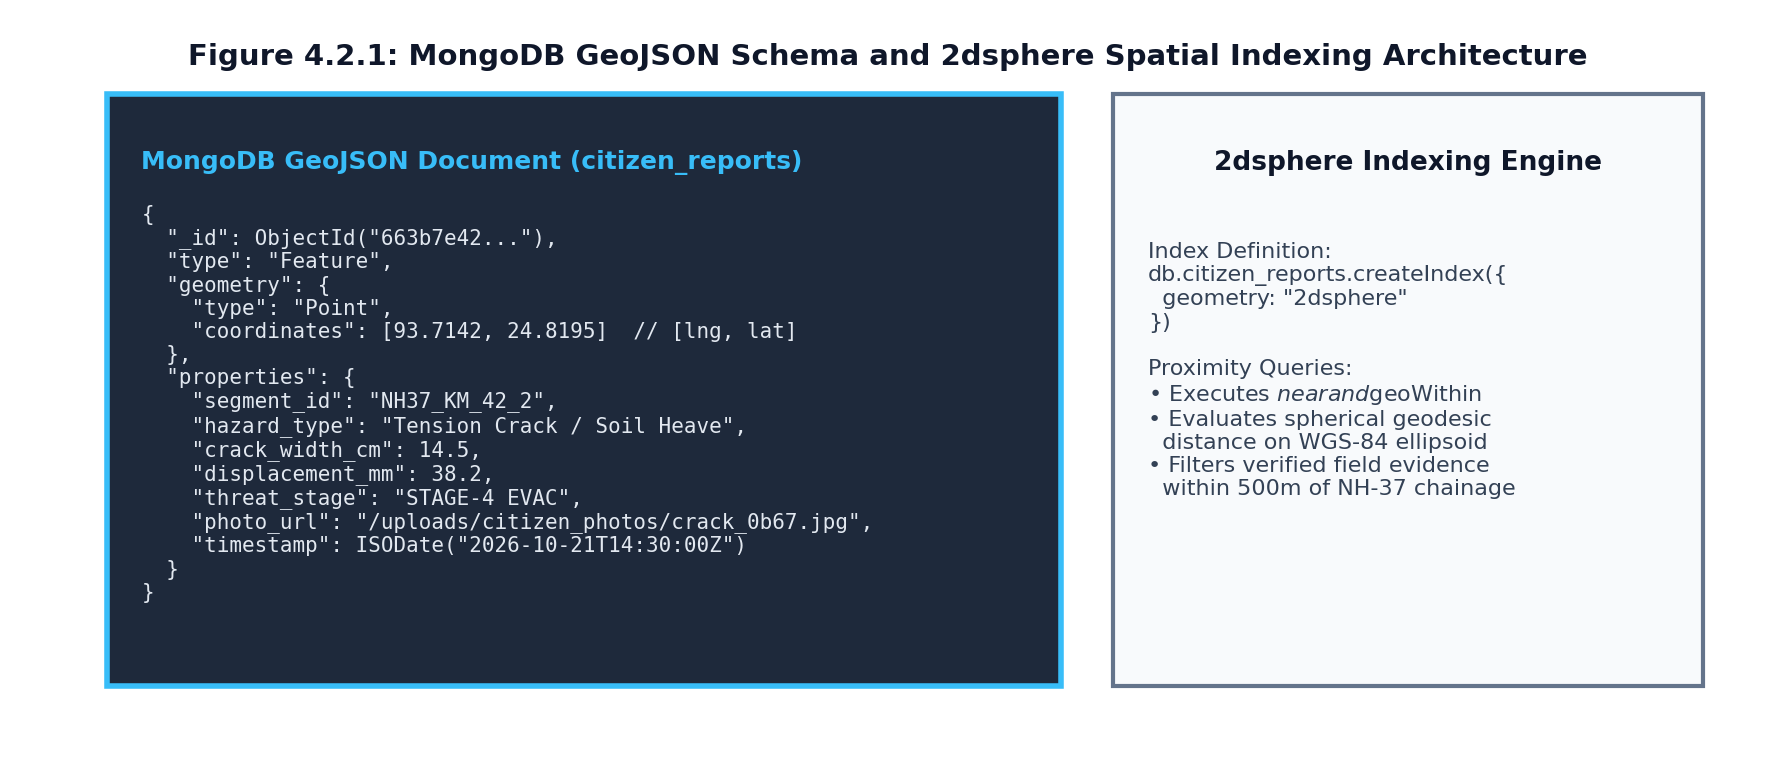 Figure 4.2.1: MongoDB GeoJSON Schema and 2dsphere Spatial Indexing Architecture
MongoDB GeoJSON Document (citizen_reports)
{
  "_id": ObjectId("663b7e42..."),
  "type": "Feature",
  "geometry": {
    "type": "Point",
    "coordinates": [93.7142, 24.8195]  // [lng, lat]
  },
  "properties": {
    "segment_id": "NH37_KM_42_2",
    "hazard_type": "Tension Crack / Soil Heave",
    "crack_width_cm": 14.5,
    "displacement_mm": 38.2,
    "threat_stage": "STAGE-4 EVAC",
    "photo_url": "/uploads/citizen_photos/crack_0b67.jpg",
    "timestamp": ISODate("2026-10-21T14:30:00Z")
  }
}
2dsphere Indexing Engine
Index Definition:
db.citizen_reports.createIndex({
  geometry: "2dsphere"
})
Proximity Queries:
• Executes nearandgeoWithin
• Evaluates spherical geodesic
  distance on WGS-84 ellipsoid
• Filters verified field evidence
  within 500m of NH-37 chainage